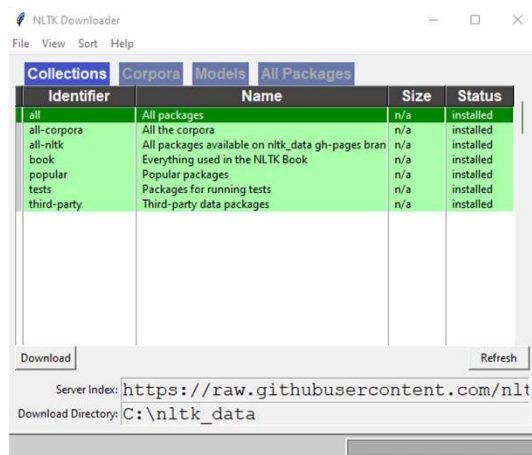 NLTK Downloader
File View Sort Help
Collections Corpora Models All Packages
Identifier Name Size Status
all All packages n/a installed
all-corpora All the corpora n/a installed
all-nltk All packages available on nltk_data gh-pages bran n/a installed
book Everything used in the NLTK Book n/a installed
popular Popular packages n/a installed
tests Packages for running tests n/a installed
third-party Third-party data packages n/a installed
Download Refresh
Server Index: https://raw.githubusercontent.com/nlt
Download Directory: C:\nltk_data